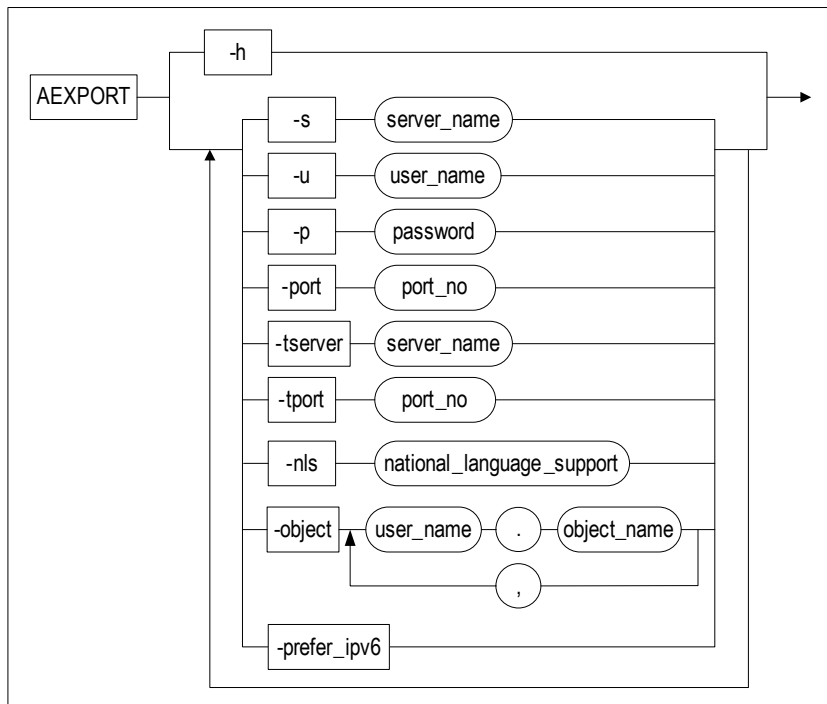 -h
AEXPORT
-s server_name
-u user_name
-p password
-port port_no
-tserver server_name
-tport port_no
-nls national_language_support
-object user_name . object_name
,
-prefer_ipv6